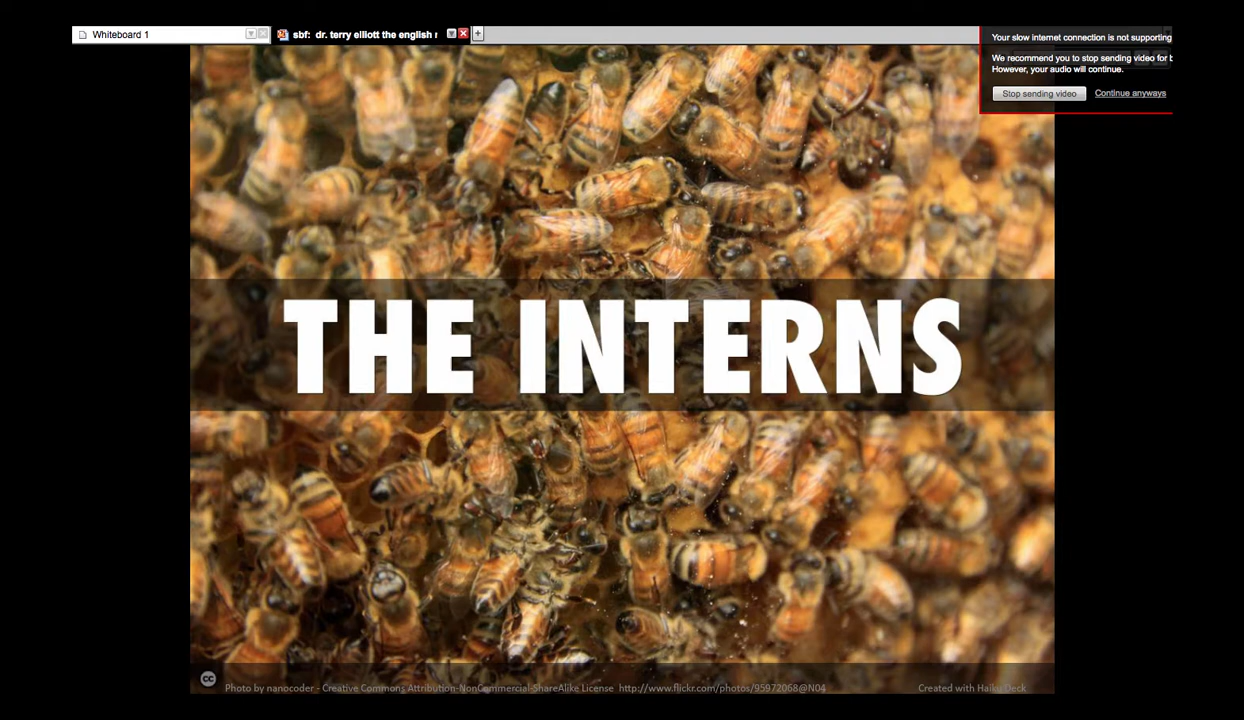 Whiteboard 1
sbf: dr. terry elliott the english r
Your slow internet connection is not supporting
We recommend you to stop sending video for b
However, your audio will continue.
Stop sending video
Continue anyways
THE INTERNS
cc
Photo by nanocoder - Creative Commons Attribution-NonCommercial-ShareAlike License http://www.flickr.com/photos/95972068@N04
Created with Haiku Deck